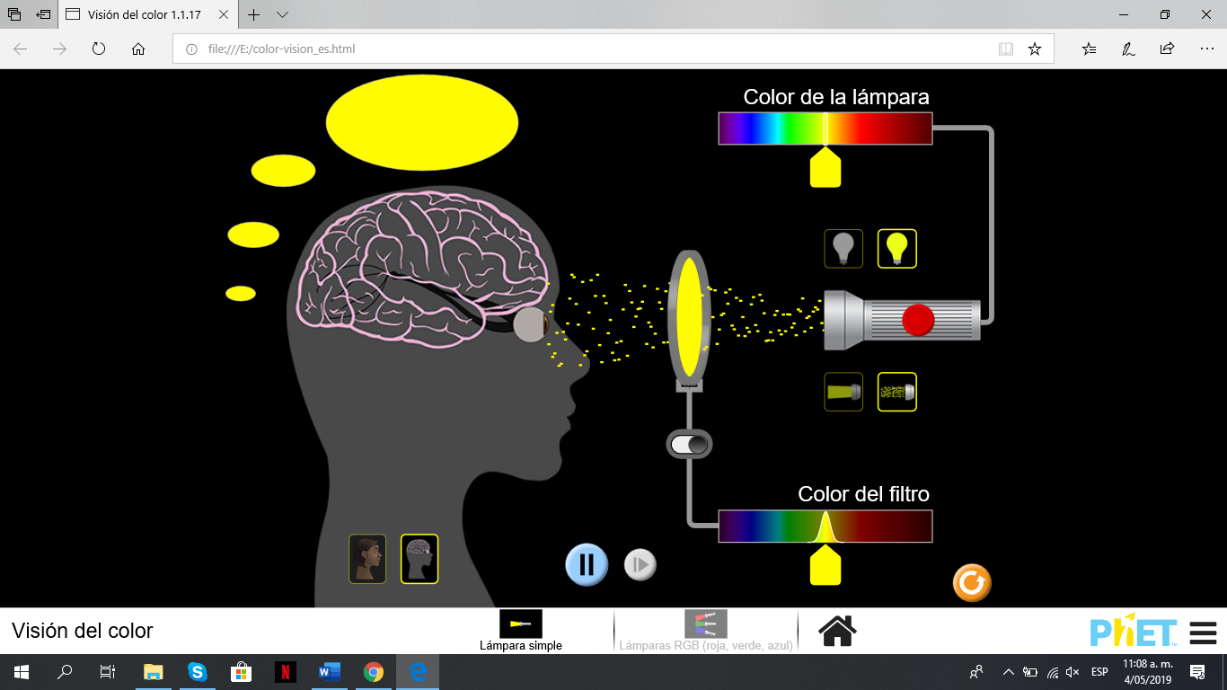 Visión del color 1.1.17
file:///E:/color-vision_es.html
Color de la lámpara
Color del filtro
Visión del color
Lámpara simple
Lámparas RGB (roja, verde, azul)
PhET
ESP
11:08 a. m.
4/05/2019